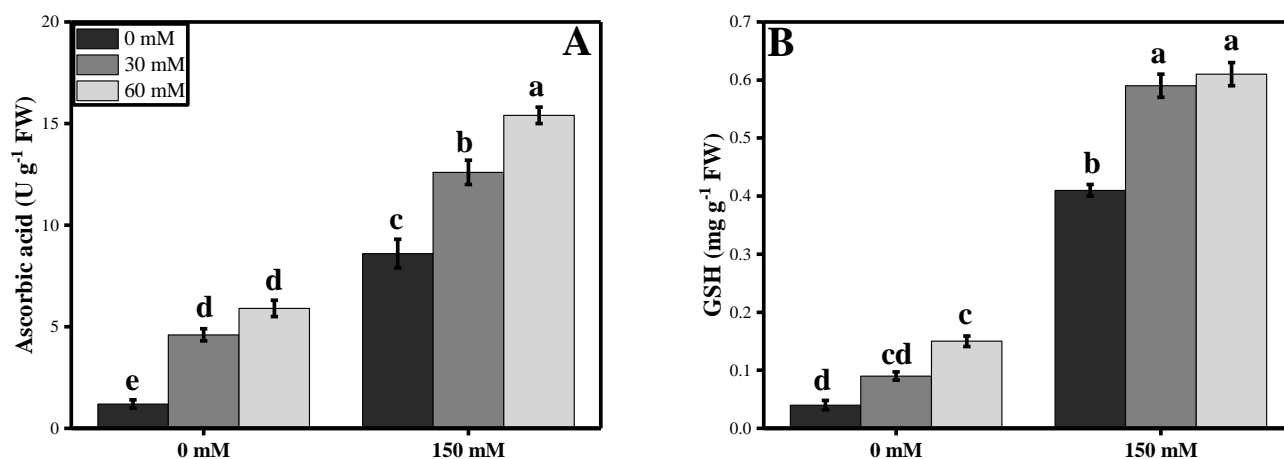 A
0 mM
30 mM
60 mM
Ascorbic acid (U g⁻¹ FW)
20
15
10
5
0
e
d
d
c
b
a
0 mM
150 mM
B
GSH (mg g⁻¹ FW)
0.7
0.6
0.5
0.4
0.3
0.2
0.1
0.0
d
cd
c
b
a
a
0 mM
150 mM